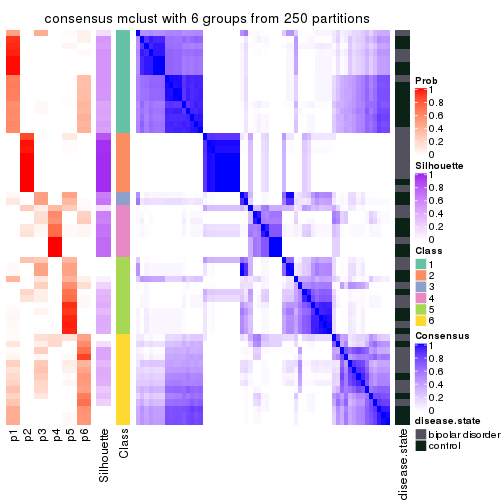 consensus mclust with 6 groups from 250 partitions
Prob
1
0.8
0.6
0.4
0.2
0
Silhouette
1
0.8
0.6
0.4
0.2
0
Class
1
2
3
4
5
6
Consensus
1
0.8
0.6
0.4
0.2
0
disease.state
bipolar disorder
control
p1
p2
p3
p4
p5
p6
Silhouette
Class
disease.state